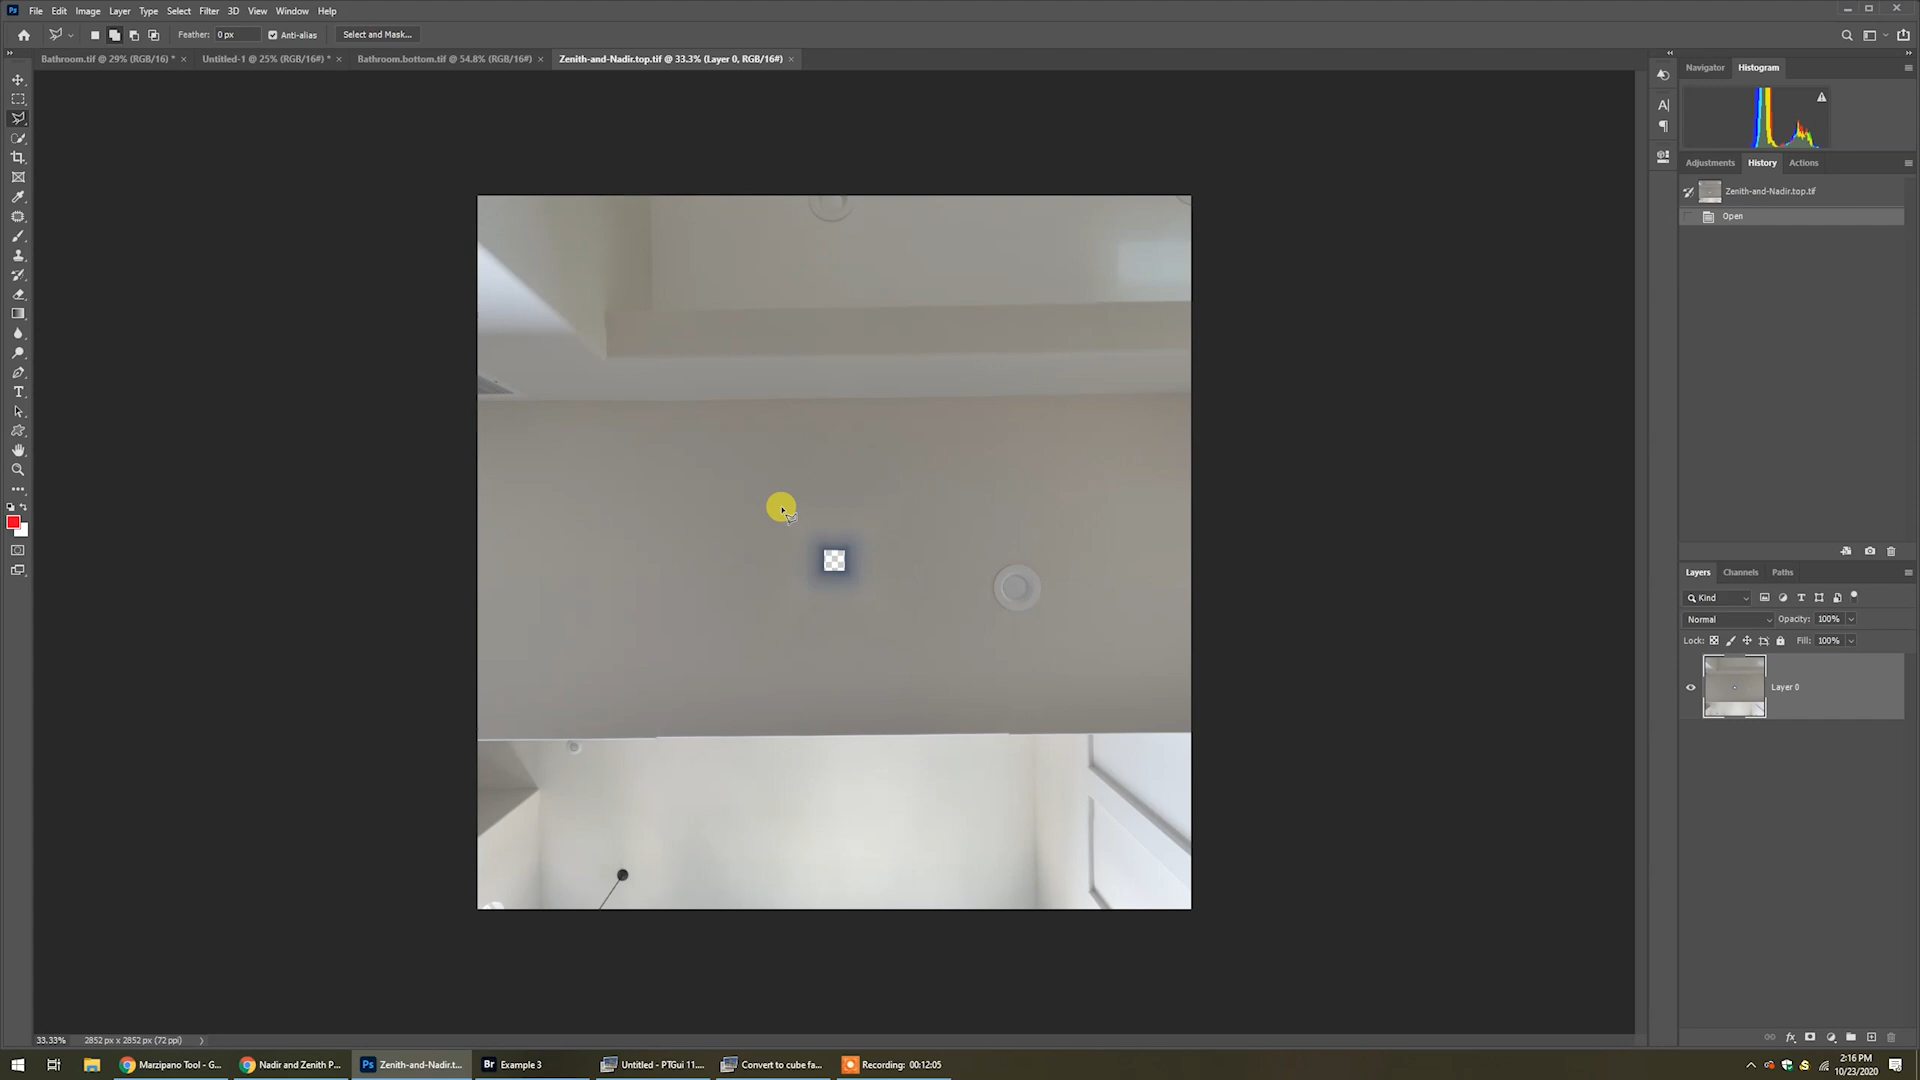 Ps File Edit Image Layer Type Select Filter 3D View Window Help
Feather: 0 px Anti-alias Select and Mask...
Bathroom.tif @ 29% (RGB/16) * × Untitled-1 @ 25% (RGB/16#) * × Bathroom.bottom.tif @ 54.8% (RGB/16#) × Zenith-and-Nadir.top.tif @ 33.3% (Layer 0, RGB/16#) ×
Navigator Histogram
Adjustments History Actions
Zenith-and-Nadir.top.tif
Open
Layers Channels Paths
Kind
Normal Opacity: 100%
Lock: Fill: 100%
Layer 0
33.33% 2852 px x 2852 px (72 ppi)
Marzipano Tool - G... Nadir and Zenith P... Ps Zenith-and-Nadir.t... Br Example 3 Untitled - PTGui 11.... Convert to cube fa... Recording: 00:12:05
2:16 PM
10/23/2020